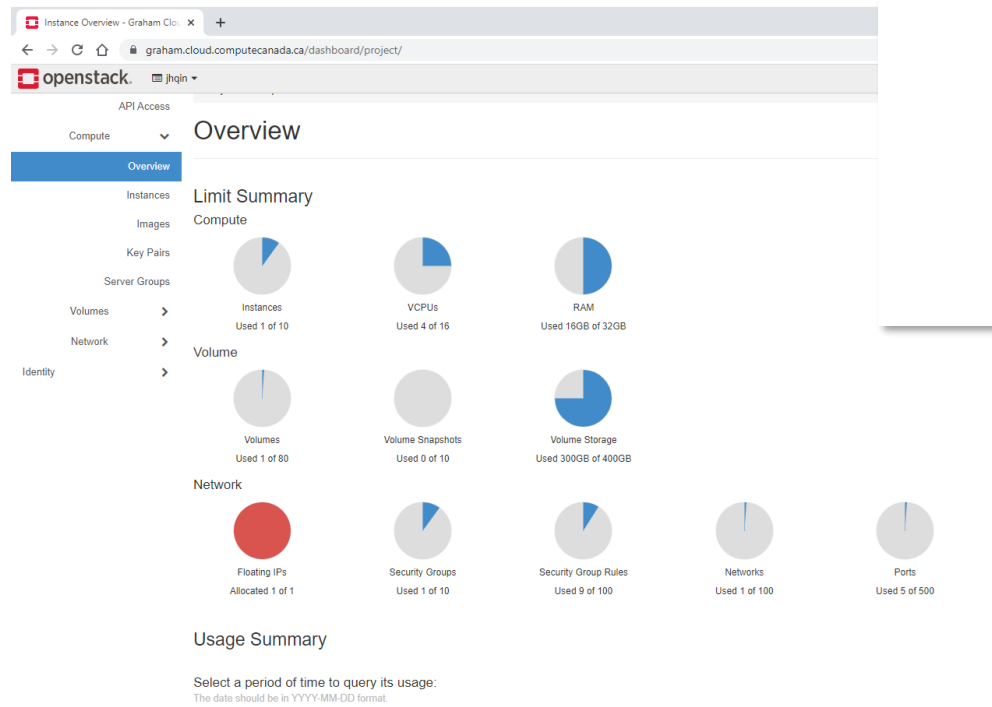 Instance Overview - Graham Clou
graham.cloud.computecanada.ca/dashboard/project/
openstack. jhqin
API Access
Compute
Overview
Instances
Images
Key Pairs
Server Groups
Volumes
Network
Identity
Overview
Limit Summary
Compute
Instances VCPUs RAM
Used 1 of 10 Used 4 of 16 Used 16GB of 32GB
Volume
Volumes Volume Snapshots Volume Storage
Used 1 of 80 Used 0 of 10 Used 300GB of 400GB
Network
Floating IPs Security Groups Security Group Rules Networks Ports
Allocated 1 of 1 Used 1 of 10 Used 9 of 100 Used 1 of 100 Used 5 of 500
Usage Summary
Select a period of time to query its usage:
The date should be in YYYY-MM-DD format.